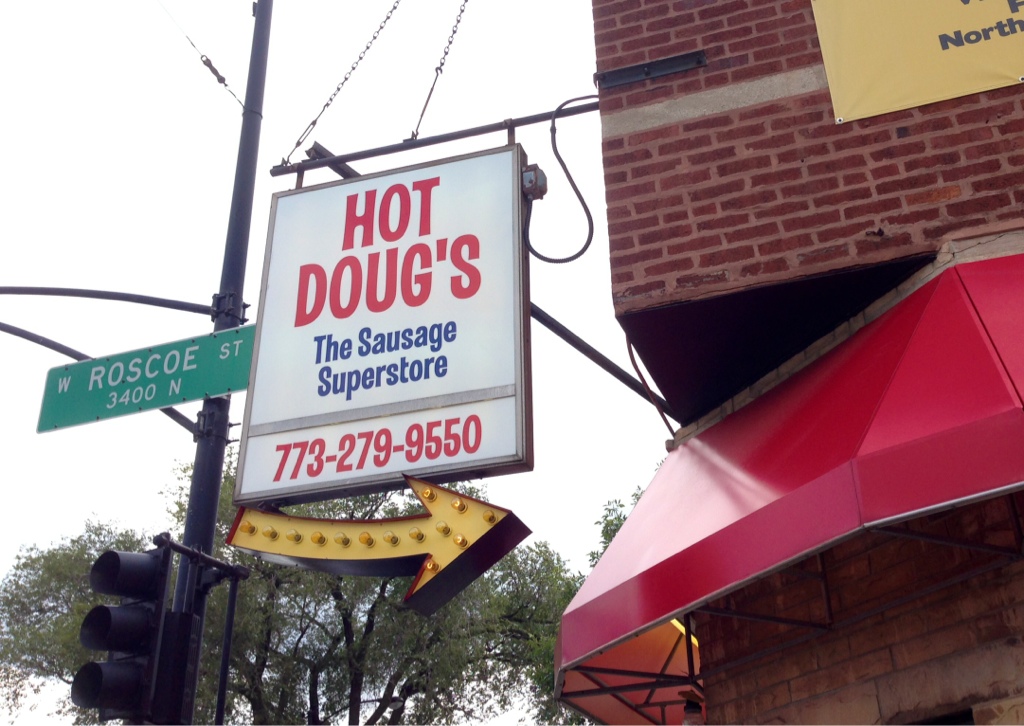 HOT
DOUG'S
The Sausage
Superstore
773-279-9550
W ROSCOE ST
3400 N
North